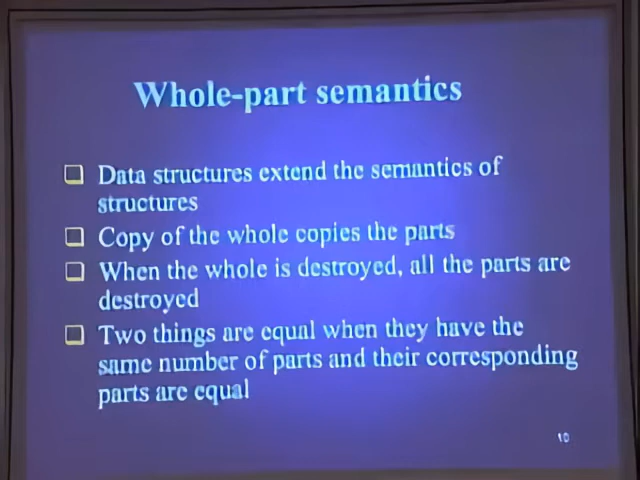 Whole-part semantics
Data structures extend the semantics of
structures
Copy of the whole copies the parts
When the whole is destroyed, all the parts are
destroyed
Two things are equal when they have the
same number of parts and their corresponding
parts are equal
10